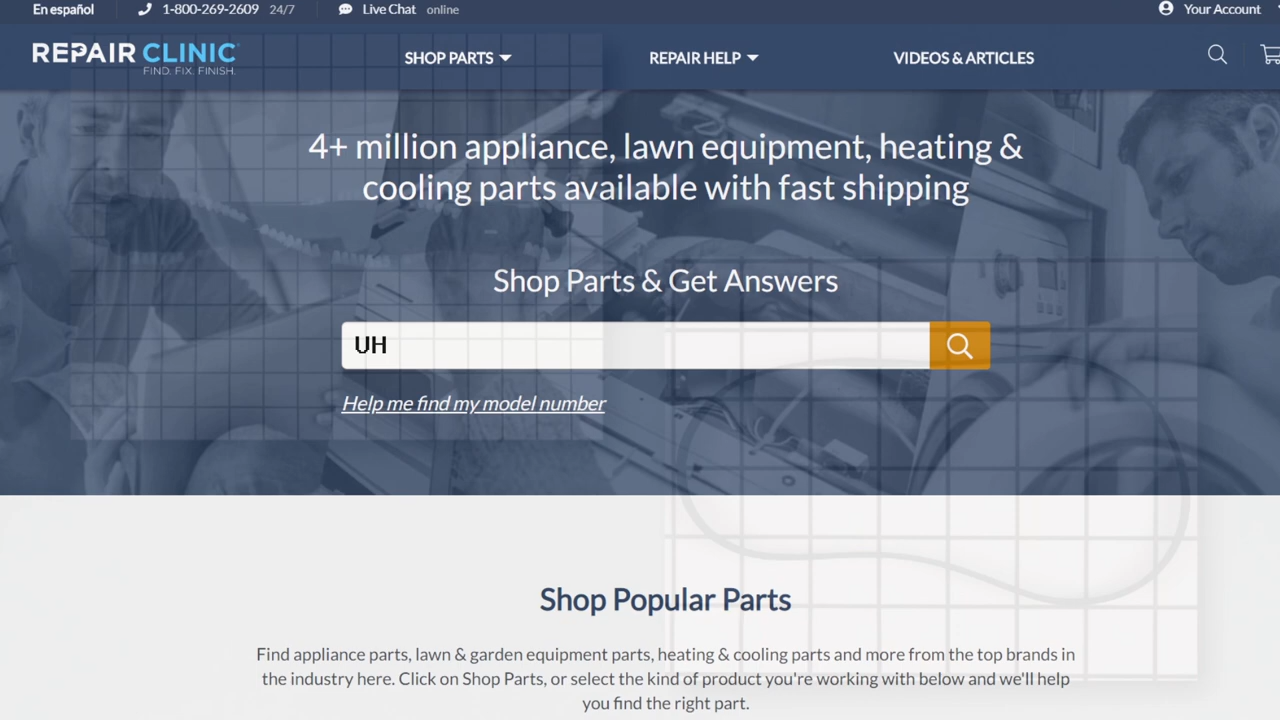 En español
1-800-269-2609 24/7
Live Chat online
Your Account
REPAIR CLINIC
FIND. FIX. FINISH.
SHOP PARTS
REPAIR HELP
VIDEOS & ARTICLES
4+ million appliance, lawn equipment, heating &
cooling parts available with fast shipping
Shop Parts & Get Answers
UH
Help me find my model number
Shop Popular Parts
Find appliance parts, lawn & garden equipment parts, heating & cooling parts and more from the top brands in
the industry here. Click on Shop Parts, or select the kind of product you're working with below and we'll help
you find the right part.